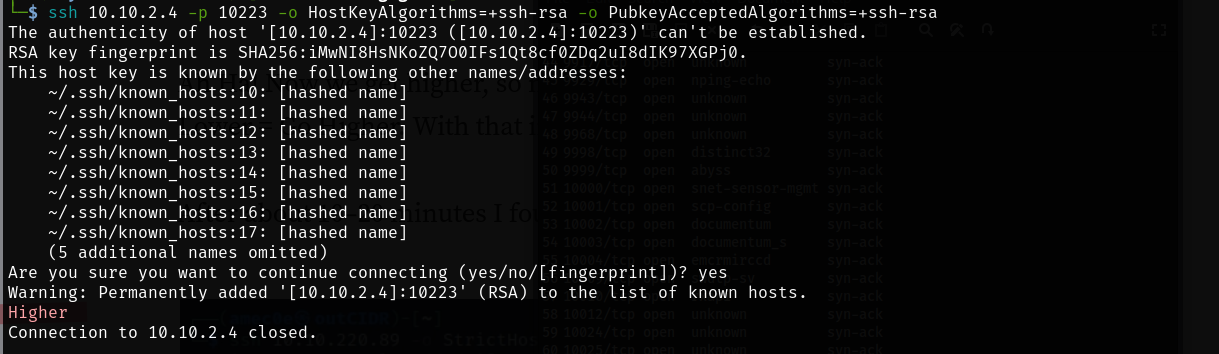 └─$ ssh 10.10.2.4 -p 10223 -o HostKeyAlgorithms=+ssh-rsa -o PubkeyAcceptedAlgorithms=+ssh-rsa
The authenticity of host '[10.10.2.4]:10223 ([10.10.2.4]:10223)' can't be established.
RSA key fingerprint is SHA256:iMwNI8HsNKoZQ7O0IFs1Qt8cf0ZDq2uI8dIK97XGPj0.
This host key is known by the following other names/addresses:
~/.ssh/known_hosts:10: [hashed name]
~/.ssh/known_hosts:11: [hashed name]
~/.ssh/known_hosts:12: [hashed name]
~/.ssh/known_hosts:13: [hashed name]
~/.ssh/known_hosts:14: [hashed name]
~/.ssh/known_hosts:15: [hashed name]
~/.ssh/known_hosts:16: [hashed name]
~/.ssh/known_hosts:17: [hashed name]
(5 additional names omitted)
Are you sure you want to continue connecting (yes/no/[fingerprint])? yes
Warning: Permanently added '[10.10.2.4]:10223' (RSA) to the list of known hosts.
Higher
Connection to 10.10.2.4 closed.